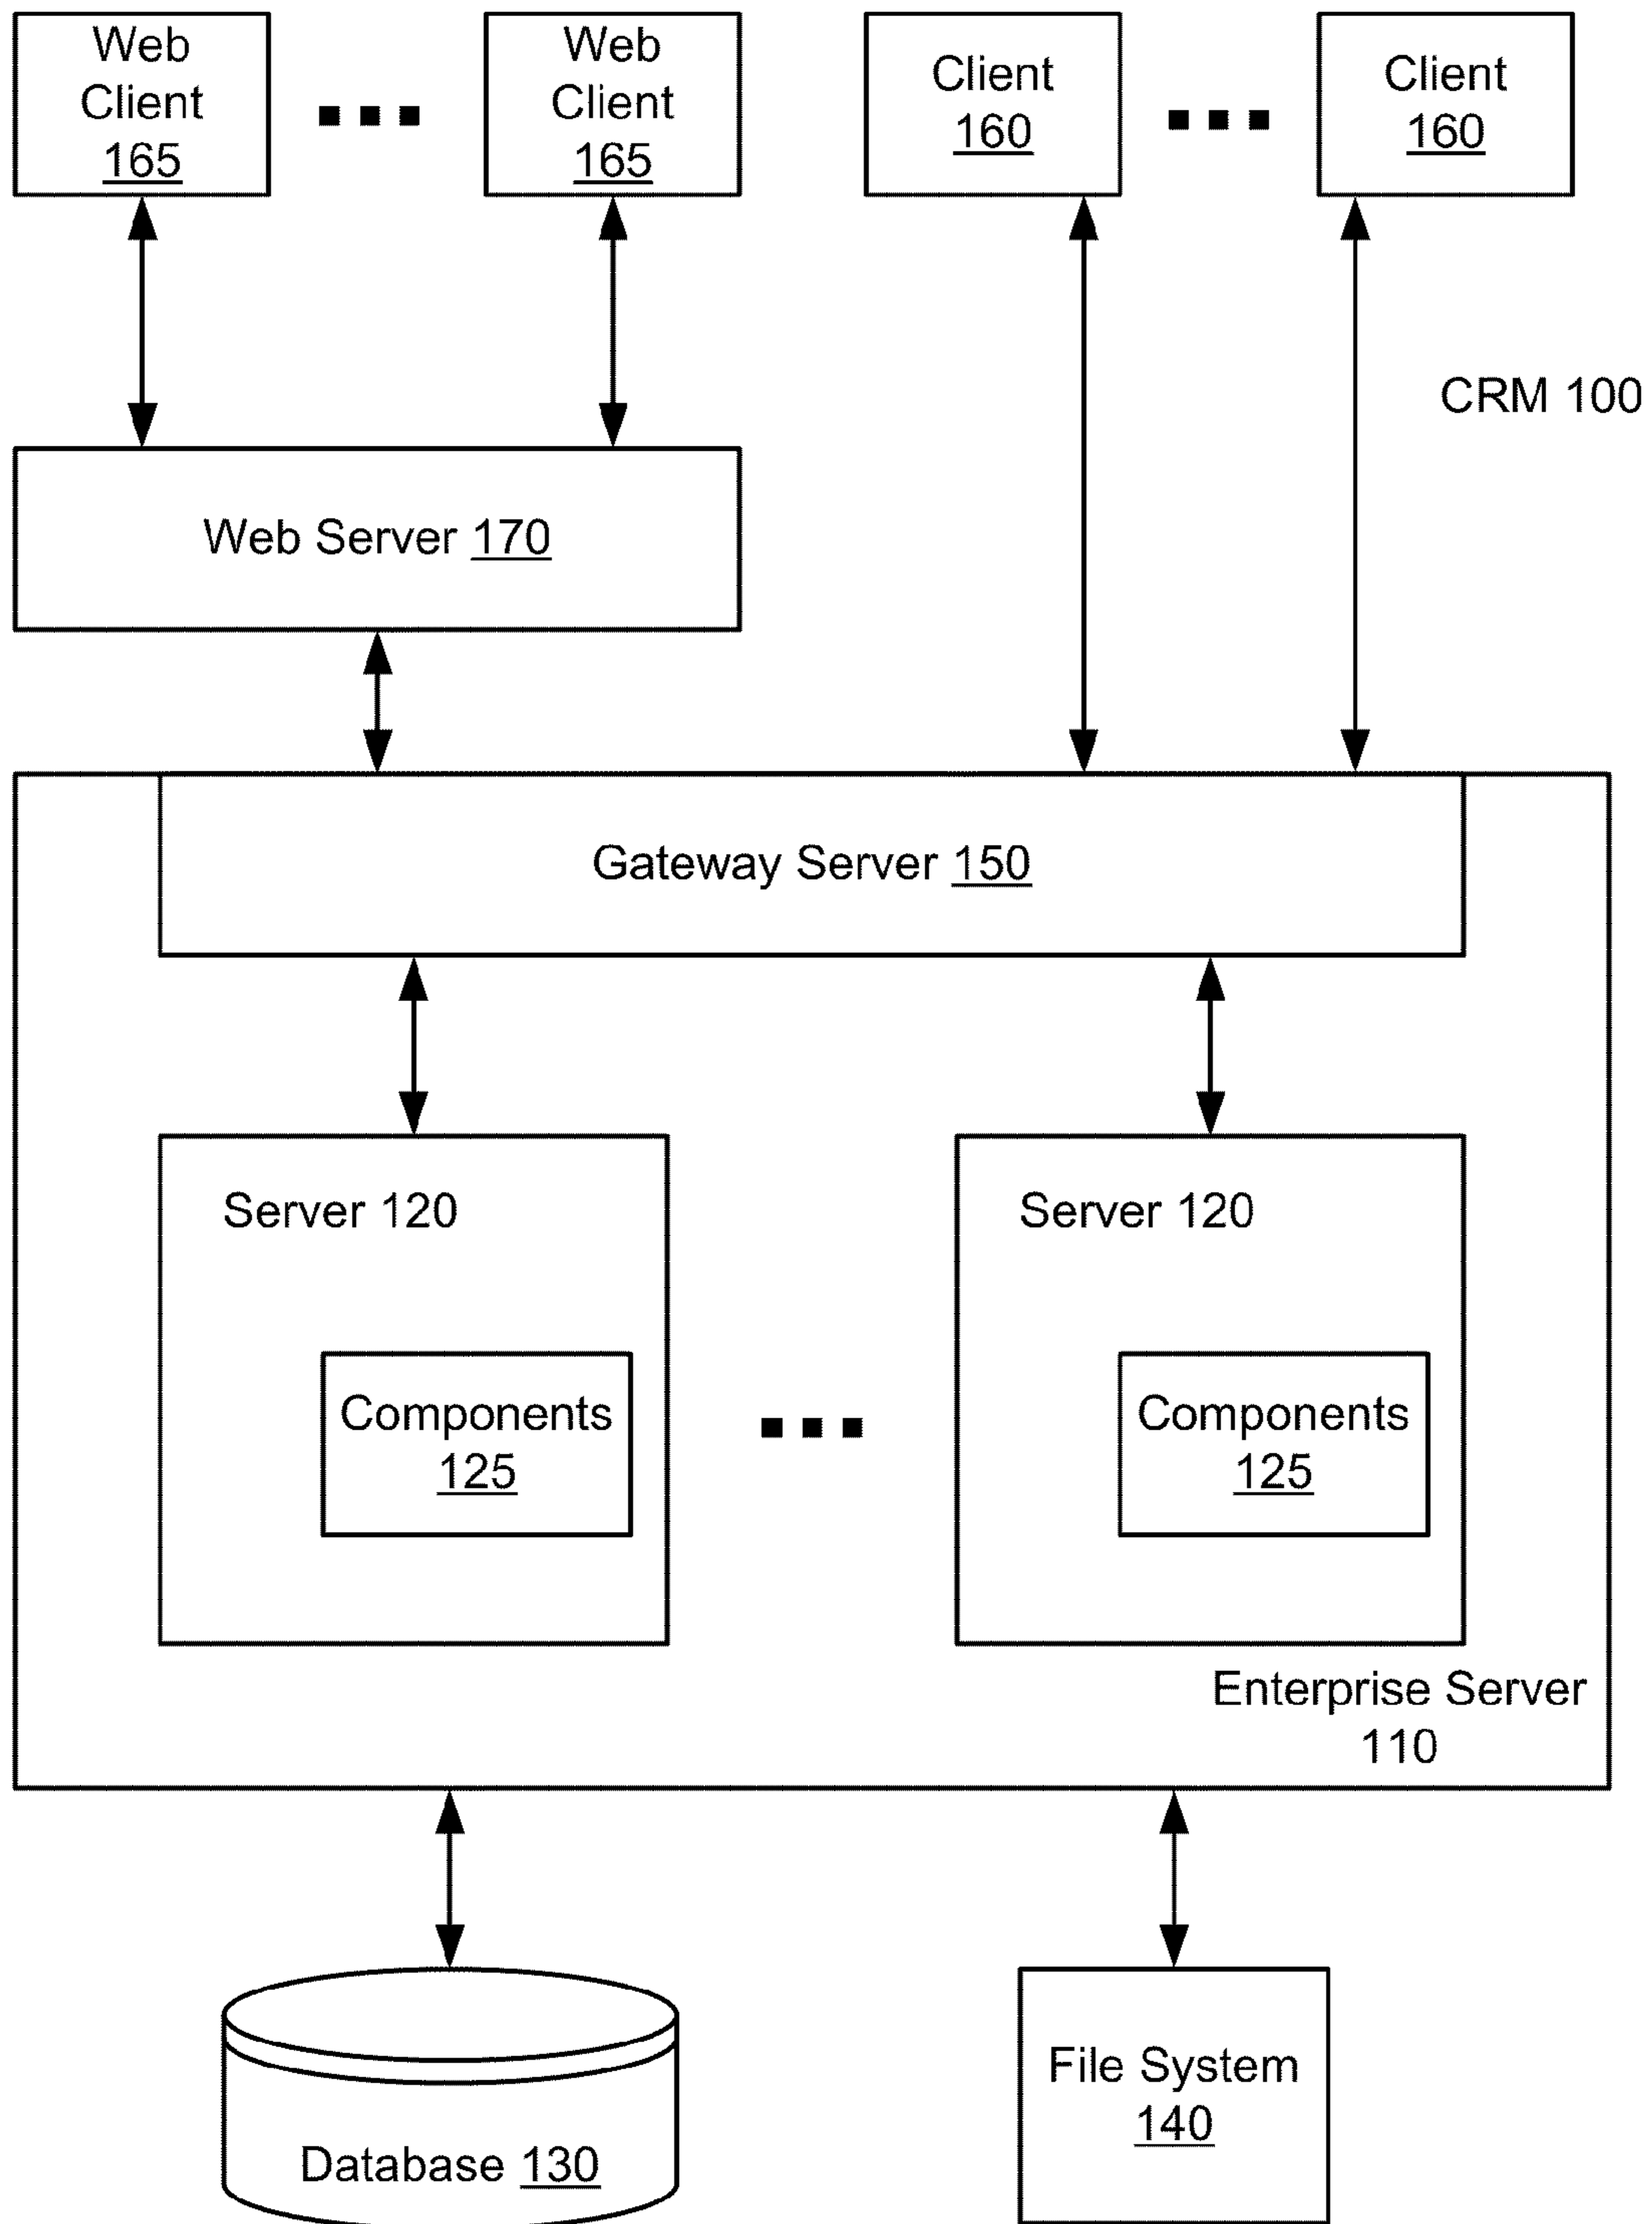 Web
Client
165
Web
Client
165
Client
160
Client
160
CRM 100
Web Server 170
Gateway Server 150
Server 120
Server 120
Components
125
Components
125
Enterprise Server
110
File System
140
Database 130